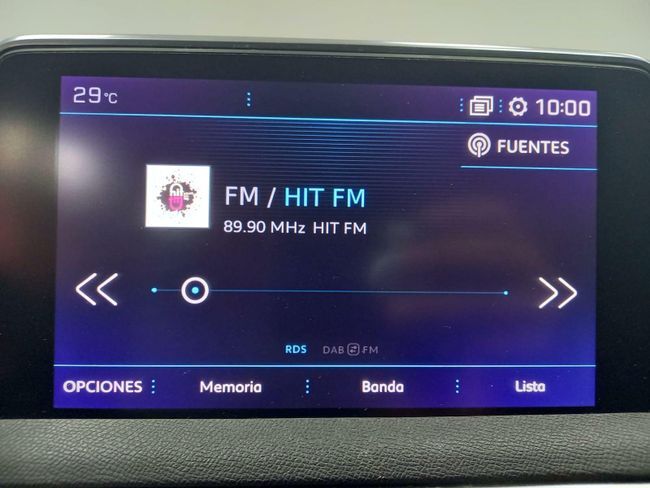 29°C
10:00
FUENTES
FM / HIT FM
89.90 MHz HIT FM
RDS DAB FM
OPCIONES Memoria Banda Lista